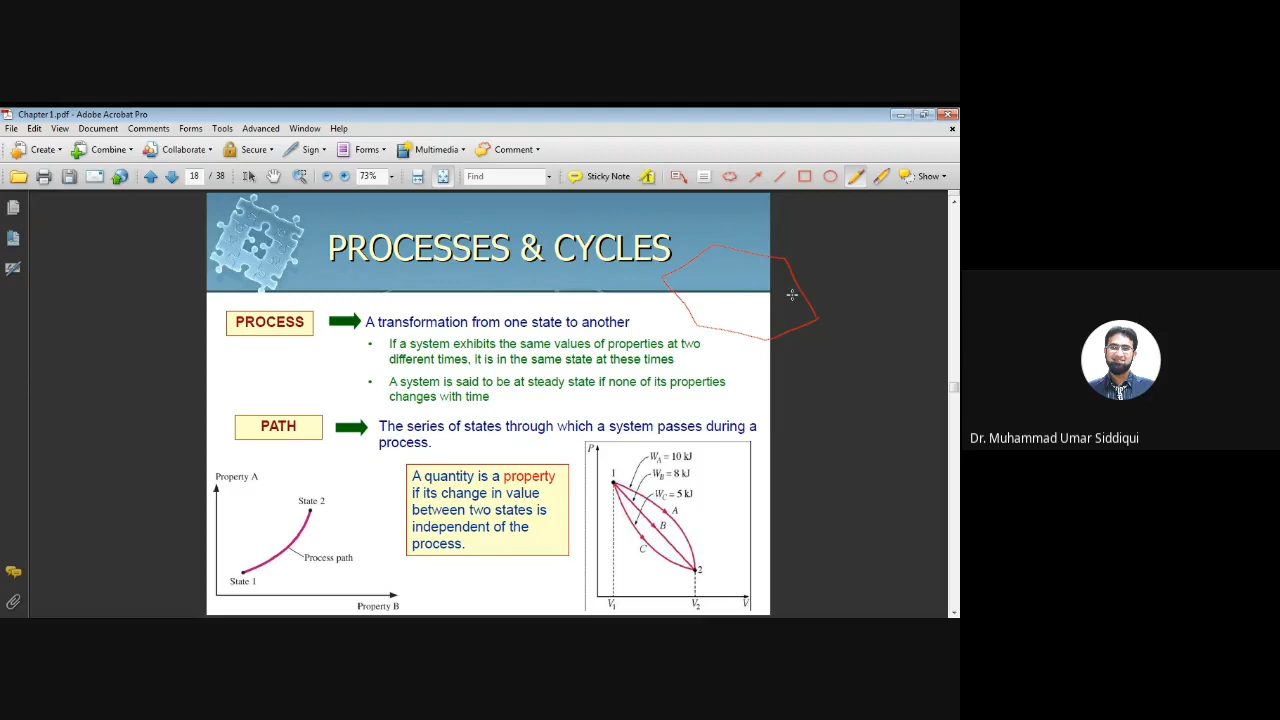 Chapter1.pdf - Adobe Acrobat Pro
File Edit View Document Comments Forms Tools Advanced Window Help
Create Combine Collaborate Secure Sign Forms Multimedia Comment
18 / 38 73% Find Sticky Note Show
PROCESSES & CYCLES
PROCESS A transformation from one state to another
• If a system exhibits the same values of properties at two
different times, It is in the same state at these times
• A system is said to be at steady state if none of its properties
changes with time
PATH The series of states through which a system passes during a
process.
Property A
State 2
Process path
State 1
Property B
A quantity is a property
if its change in value
between two states is
independent of the
process.
P
W_A = 10 kJ
1 W_B = 8 kJ
W_C = 5 kJ
A
B
C
2
V₁ V₂ V
Dr. Muhammad Umar Siddiqui